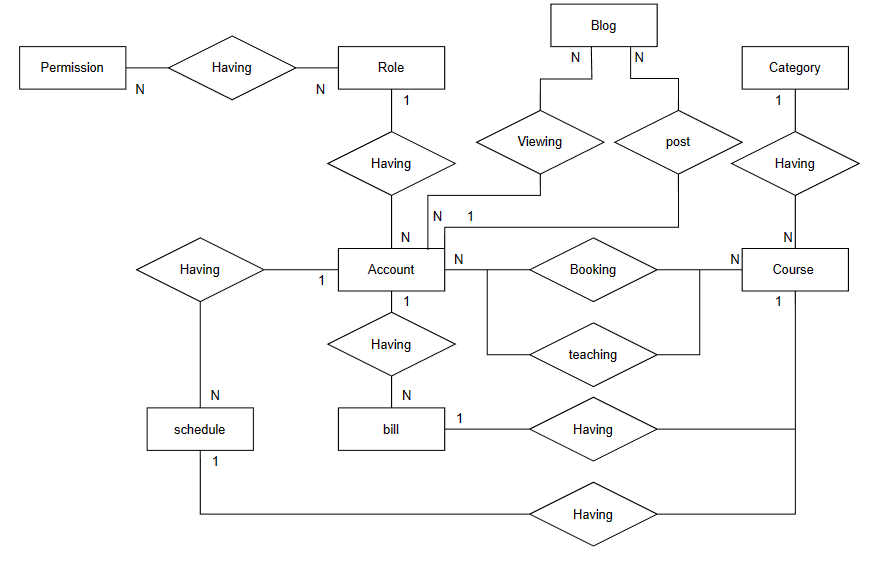 Blog
N
N
Permission
Having
Role
Category
N
N
1
1
Having
Viewing
post
Having
N
1
N
N
Having
1
Account
N
Booking
N
Course
1
1
Having
teaching
N
N
schedule
bill
1
Having
1
Having